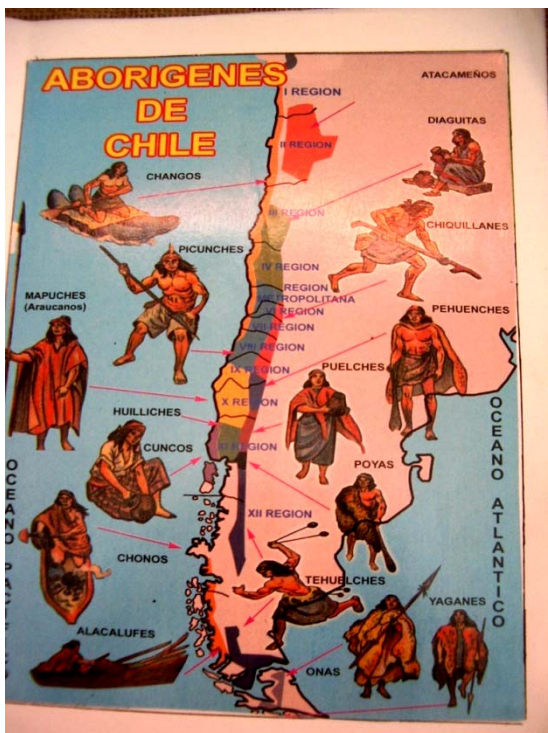 ABORIGENES
DE
CHILE
ATACAMEÑOS
I REGION
DIAGUITAS
II REGION
CHANGOS
III REGION
CHIQUILLANES
PICUNCHES
IV REGION
REGION
METROPOLITANA
VI REGION
MAPUCHES
(Araucanos)
PEHUENCHES
VII REGION
VIII REGION
IX REGION
PUELCHES
X REGION
HUILLICHES
CUNCOS
XI REGION
POYAS
OCEANO ATLANTICO
XII REGION
CHONOS
TEHUELCHES
YAGANES
ALACALUFES
ONAS
OCEANO